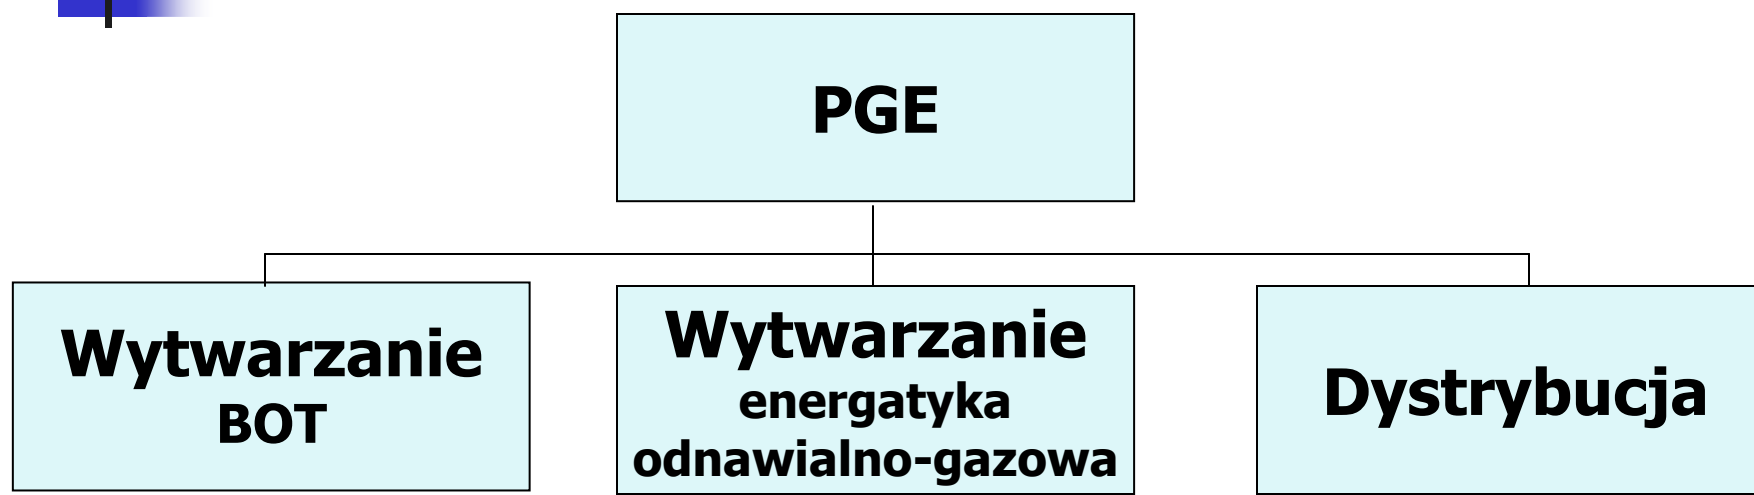 PGE
Wytwarzanie
BOT
Wytwarzanie
energatyka
odnawialno-gazowa
Dystrybucja